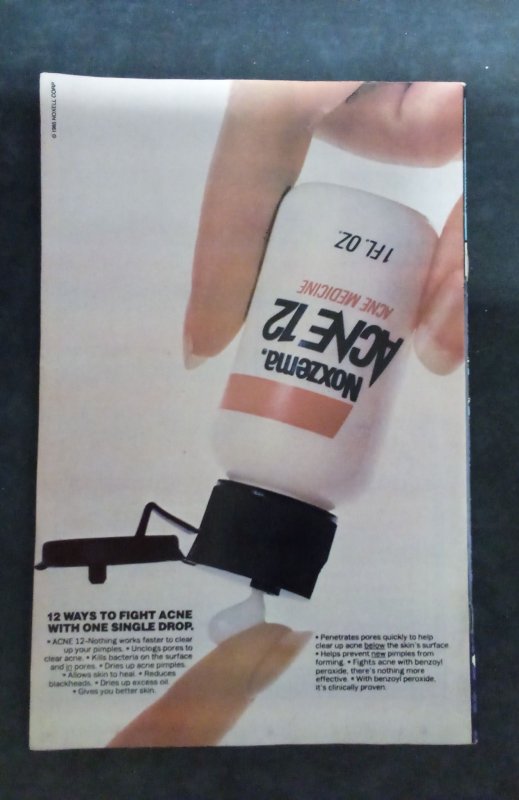 © 1985 NOXELL CORP
1 FL. OZ.
ACNE MEDICINE
ACNE 12
Noxzema.
12 WAYS TO FIGHT ACNE
WITH ONE SINGLE DROP.
• ACNE 12–Nothing works faster to clear
up your pimples. • Unclogs pores to
clear acne. • Kills bacteria on the surface
and in pores. • Dries up acne pimples.
• Allows skin to heal. • Reduces
blackheads. • Dries up excess oil.
• Gives you better skin.
• Penetrates pores quickly to help
clear up acne below the skin's surface.
• Helps prevent new pimples from
forming. • Fights acne with benzoyl
peroxide, there's nothing more
effective. • With benzoyl peroxide,
it's clinically proven.